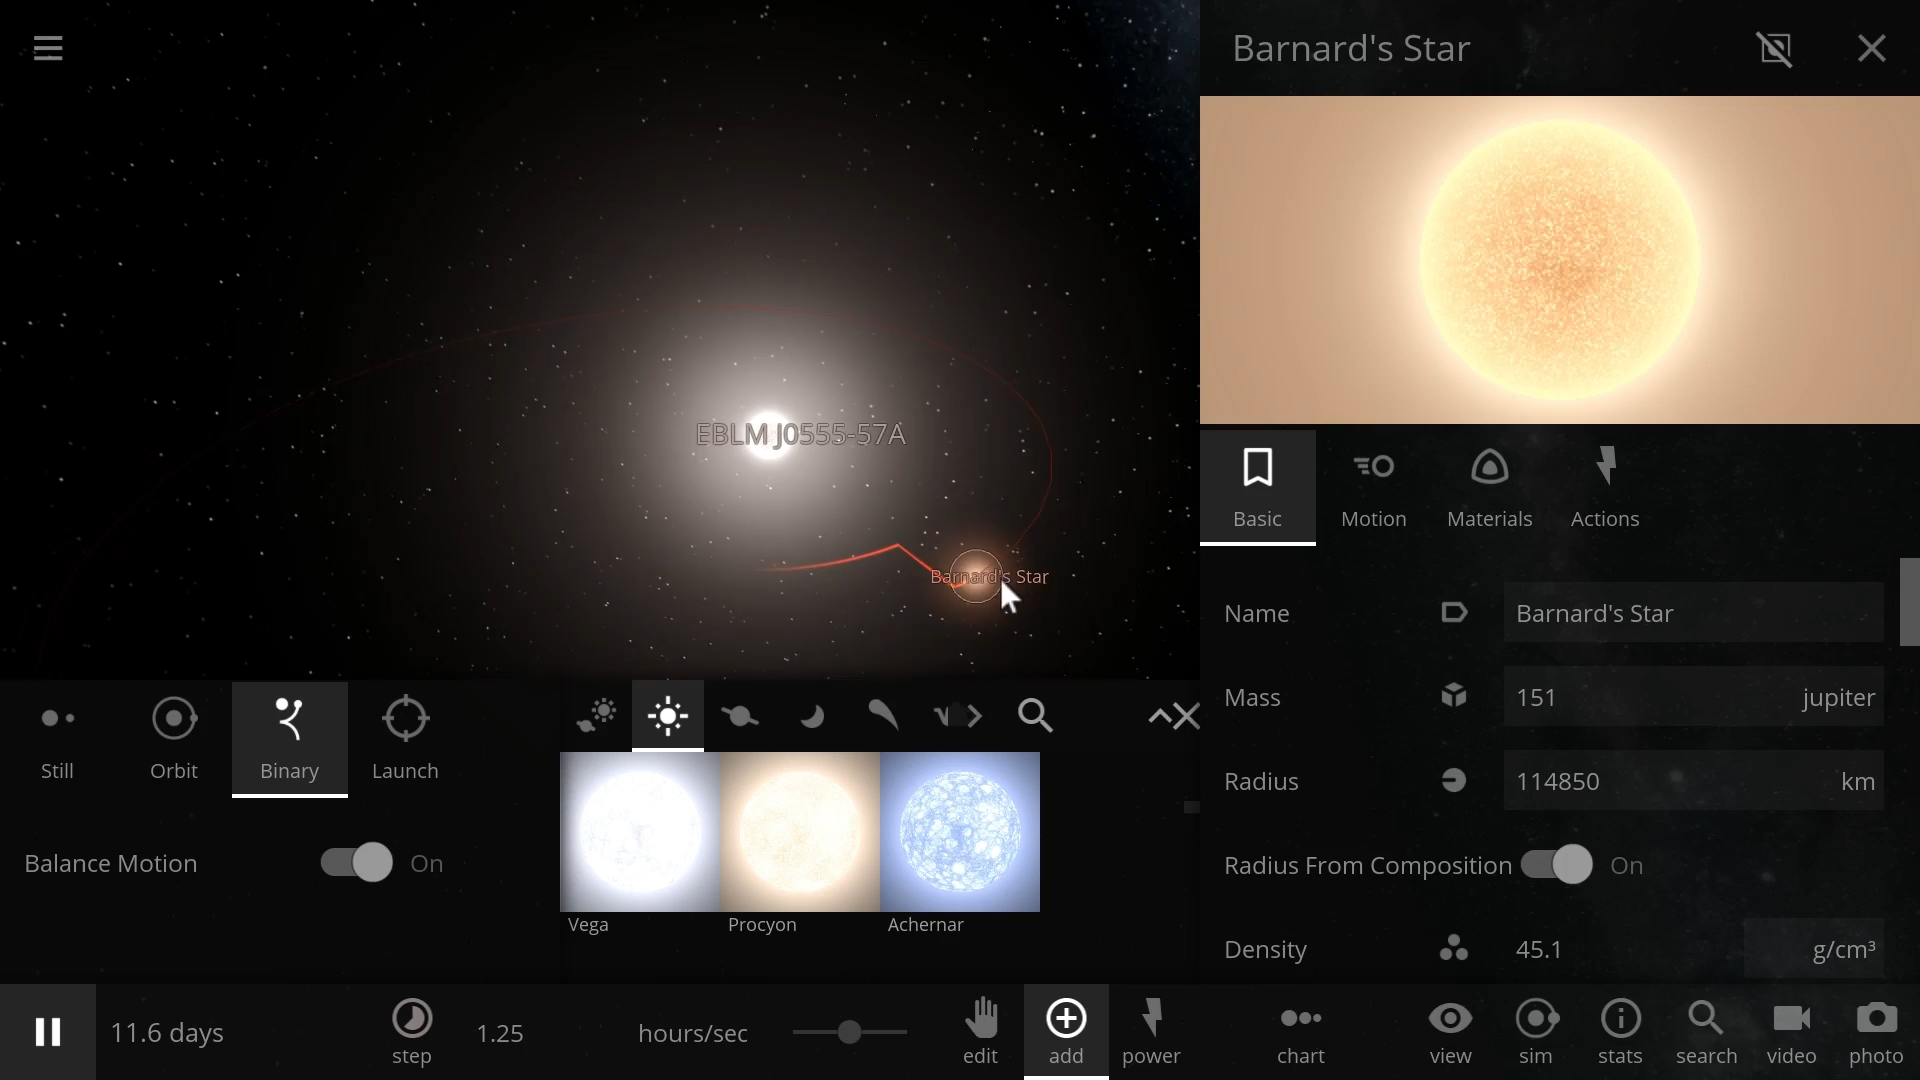 Barnard's Star
EBLM J0555-57A
Barnard's Star
Basic
Motion
Materials
Actions
Name
Barnard's Star
Mass
151
jupiter
Radius
114850
km
Radius From Composition
On
Density
45.1
g/cm³
Still
Orbit
Binary
Launch
Balance Motion
On
Vega
Procyon
Achernar
11.6 days
step
1.25
hours/sec
edit
add
power
chart
view
sim
stats
search
video
photo